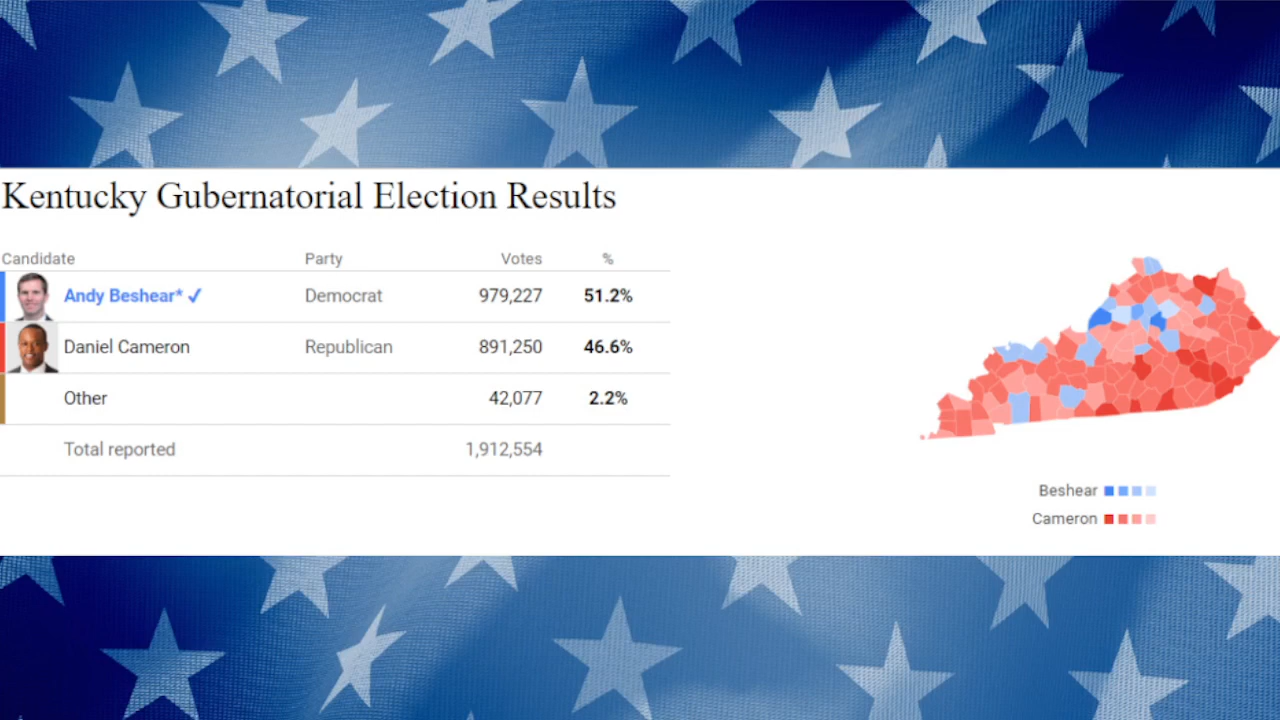 Kentucky Gubernatorial Election Results
Candidate Party Votes %
Andy Beshear* ✓ Democrat 979,227 51.2%
Daniel Cameron Republican 891,250 46.6%
Other 42,077 2.2%
Total reported 1,912,554
Beshear
Cameron